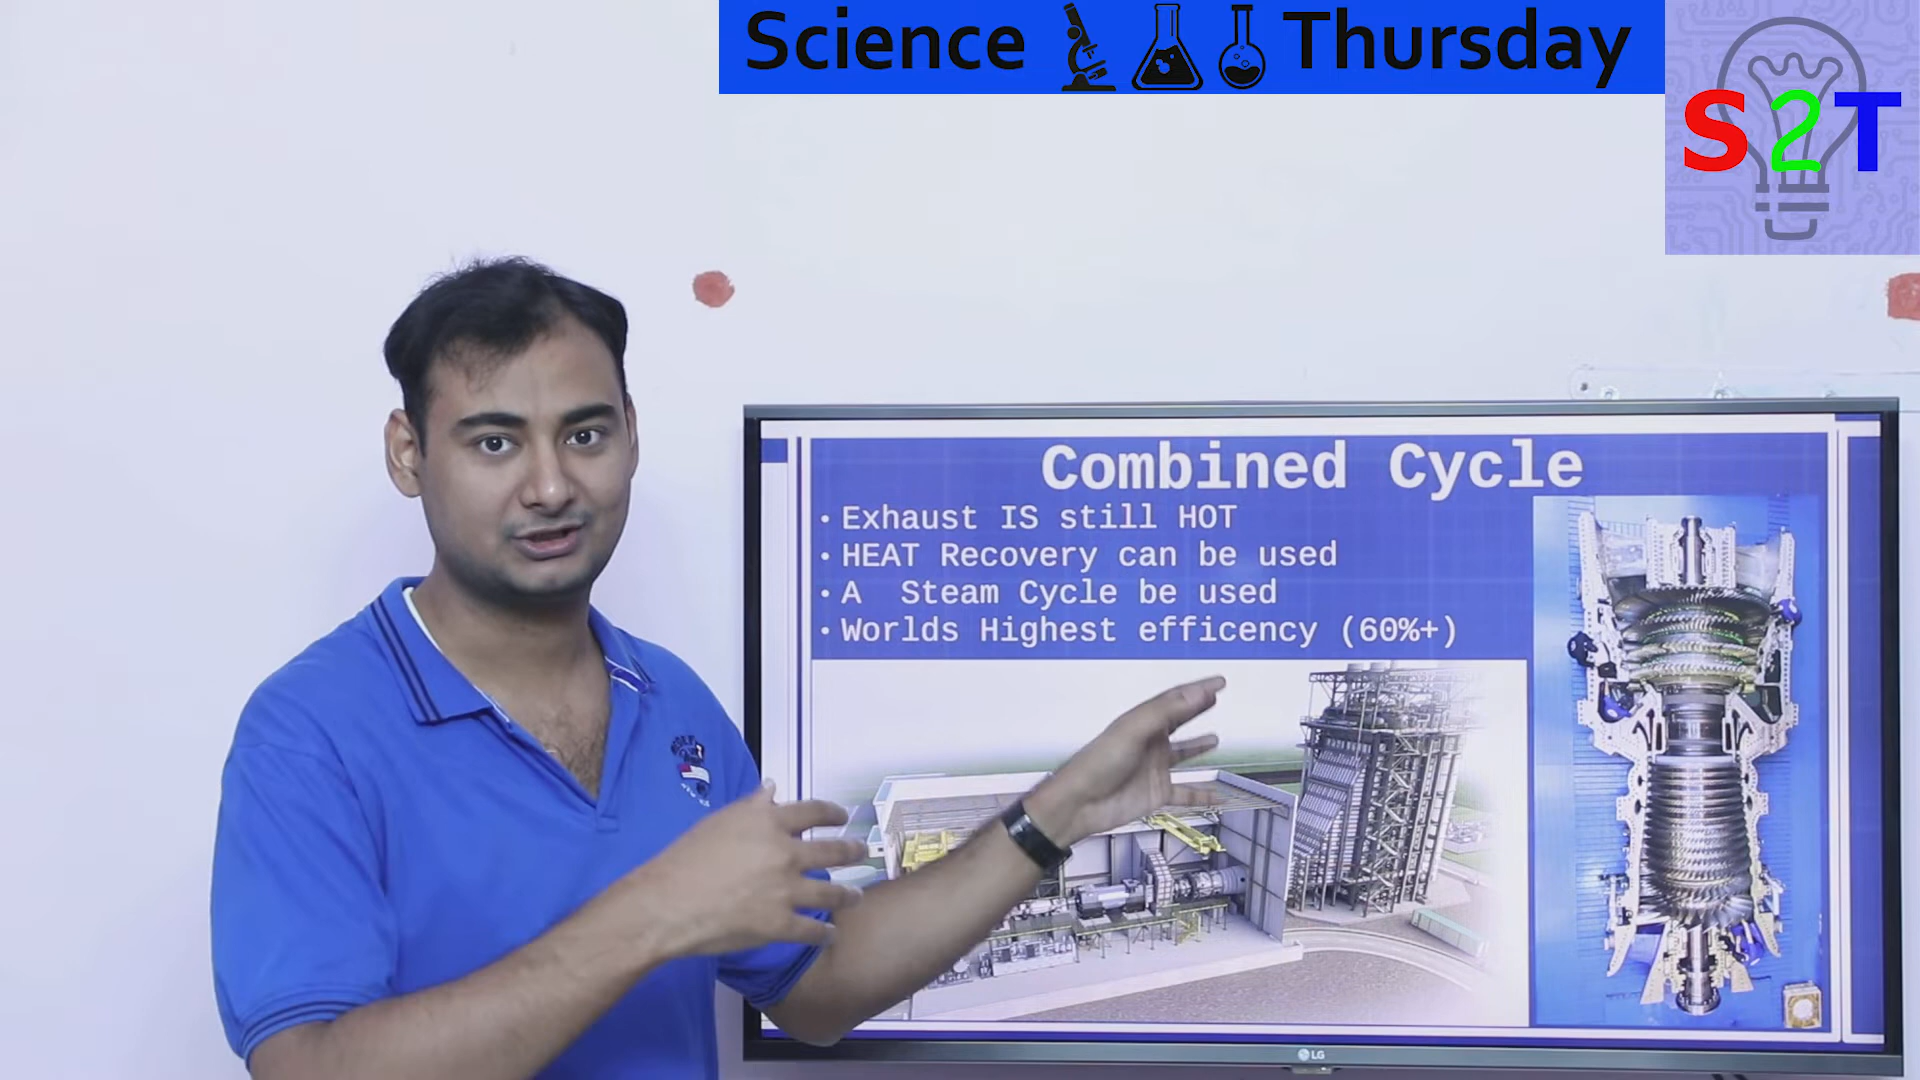 Science Thursday
S2T
Combined Cycle
• Exhaust IS still HOT
• HEAT Recovery can be used
• A Steam Cycle be used
• Worlds Highest efficency (60%+)
LG